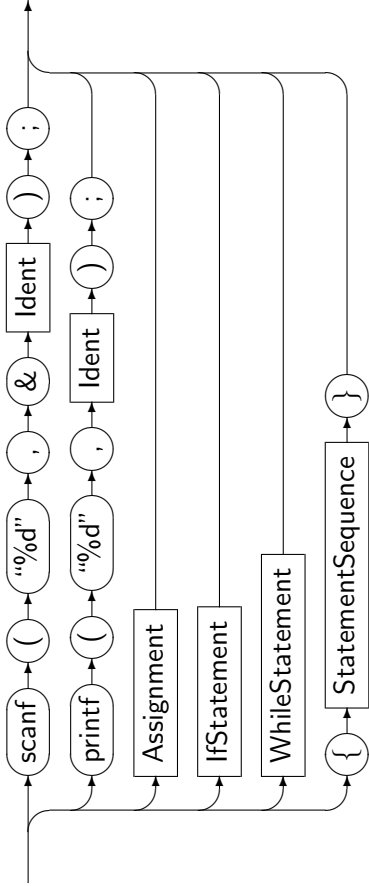 scanf ( “%d” , & Ident ) ;
printf ( “%d” , Ident ) ;
Assignment
IfStatement
WhileStatement
{ StatementSequence }